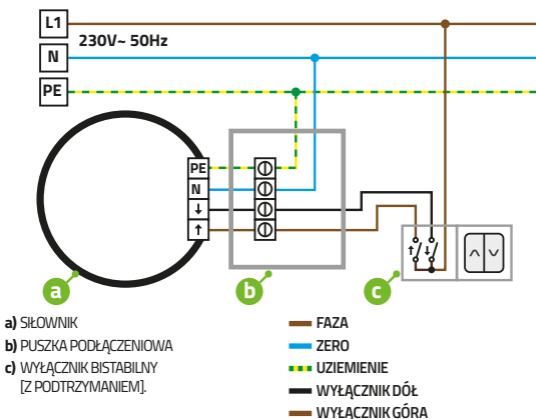 L1
230V~ 50Hz
N
PE
PE
N
↓
↑
↑ ↓
a
b
c
a) SIŁOWNIK
b) PUSZKA PODŁĄCZENIOWA
c) WYŁĄCZNIK BISTABILNY
[Z PODTRZYMANIEM].
FAZA
ZERO
UZIEMIENIE
WYŁĄCZNIK DÓŁ
WYŁĄCZNIK GÓRA